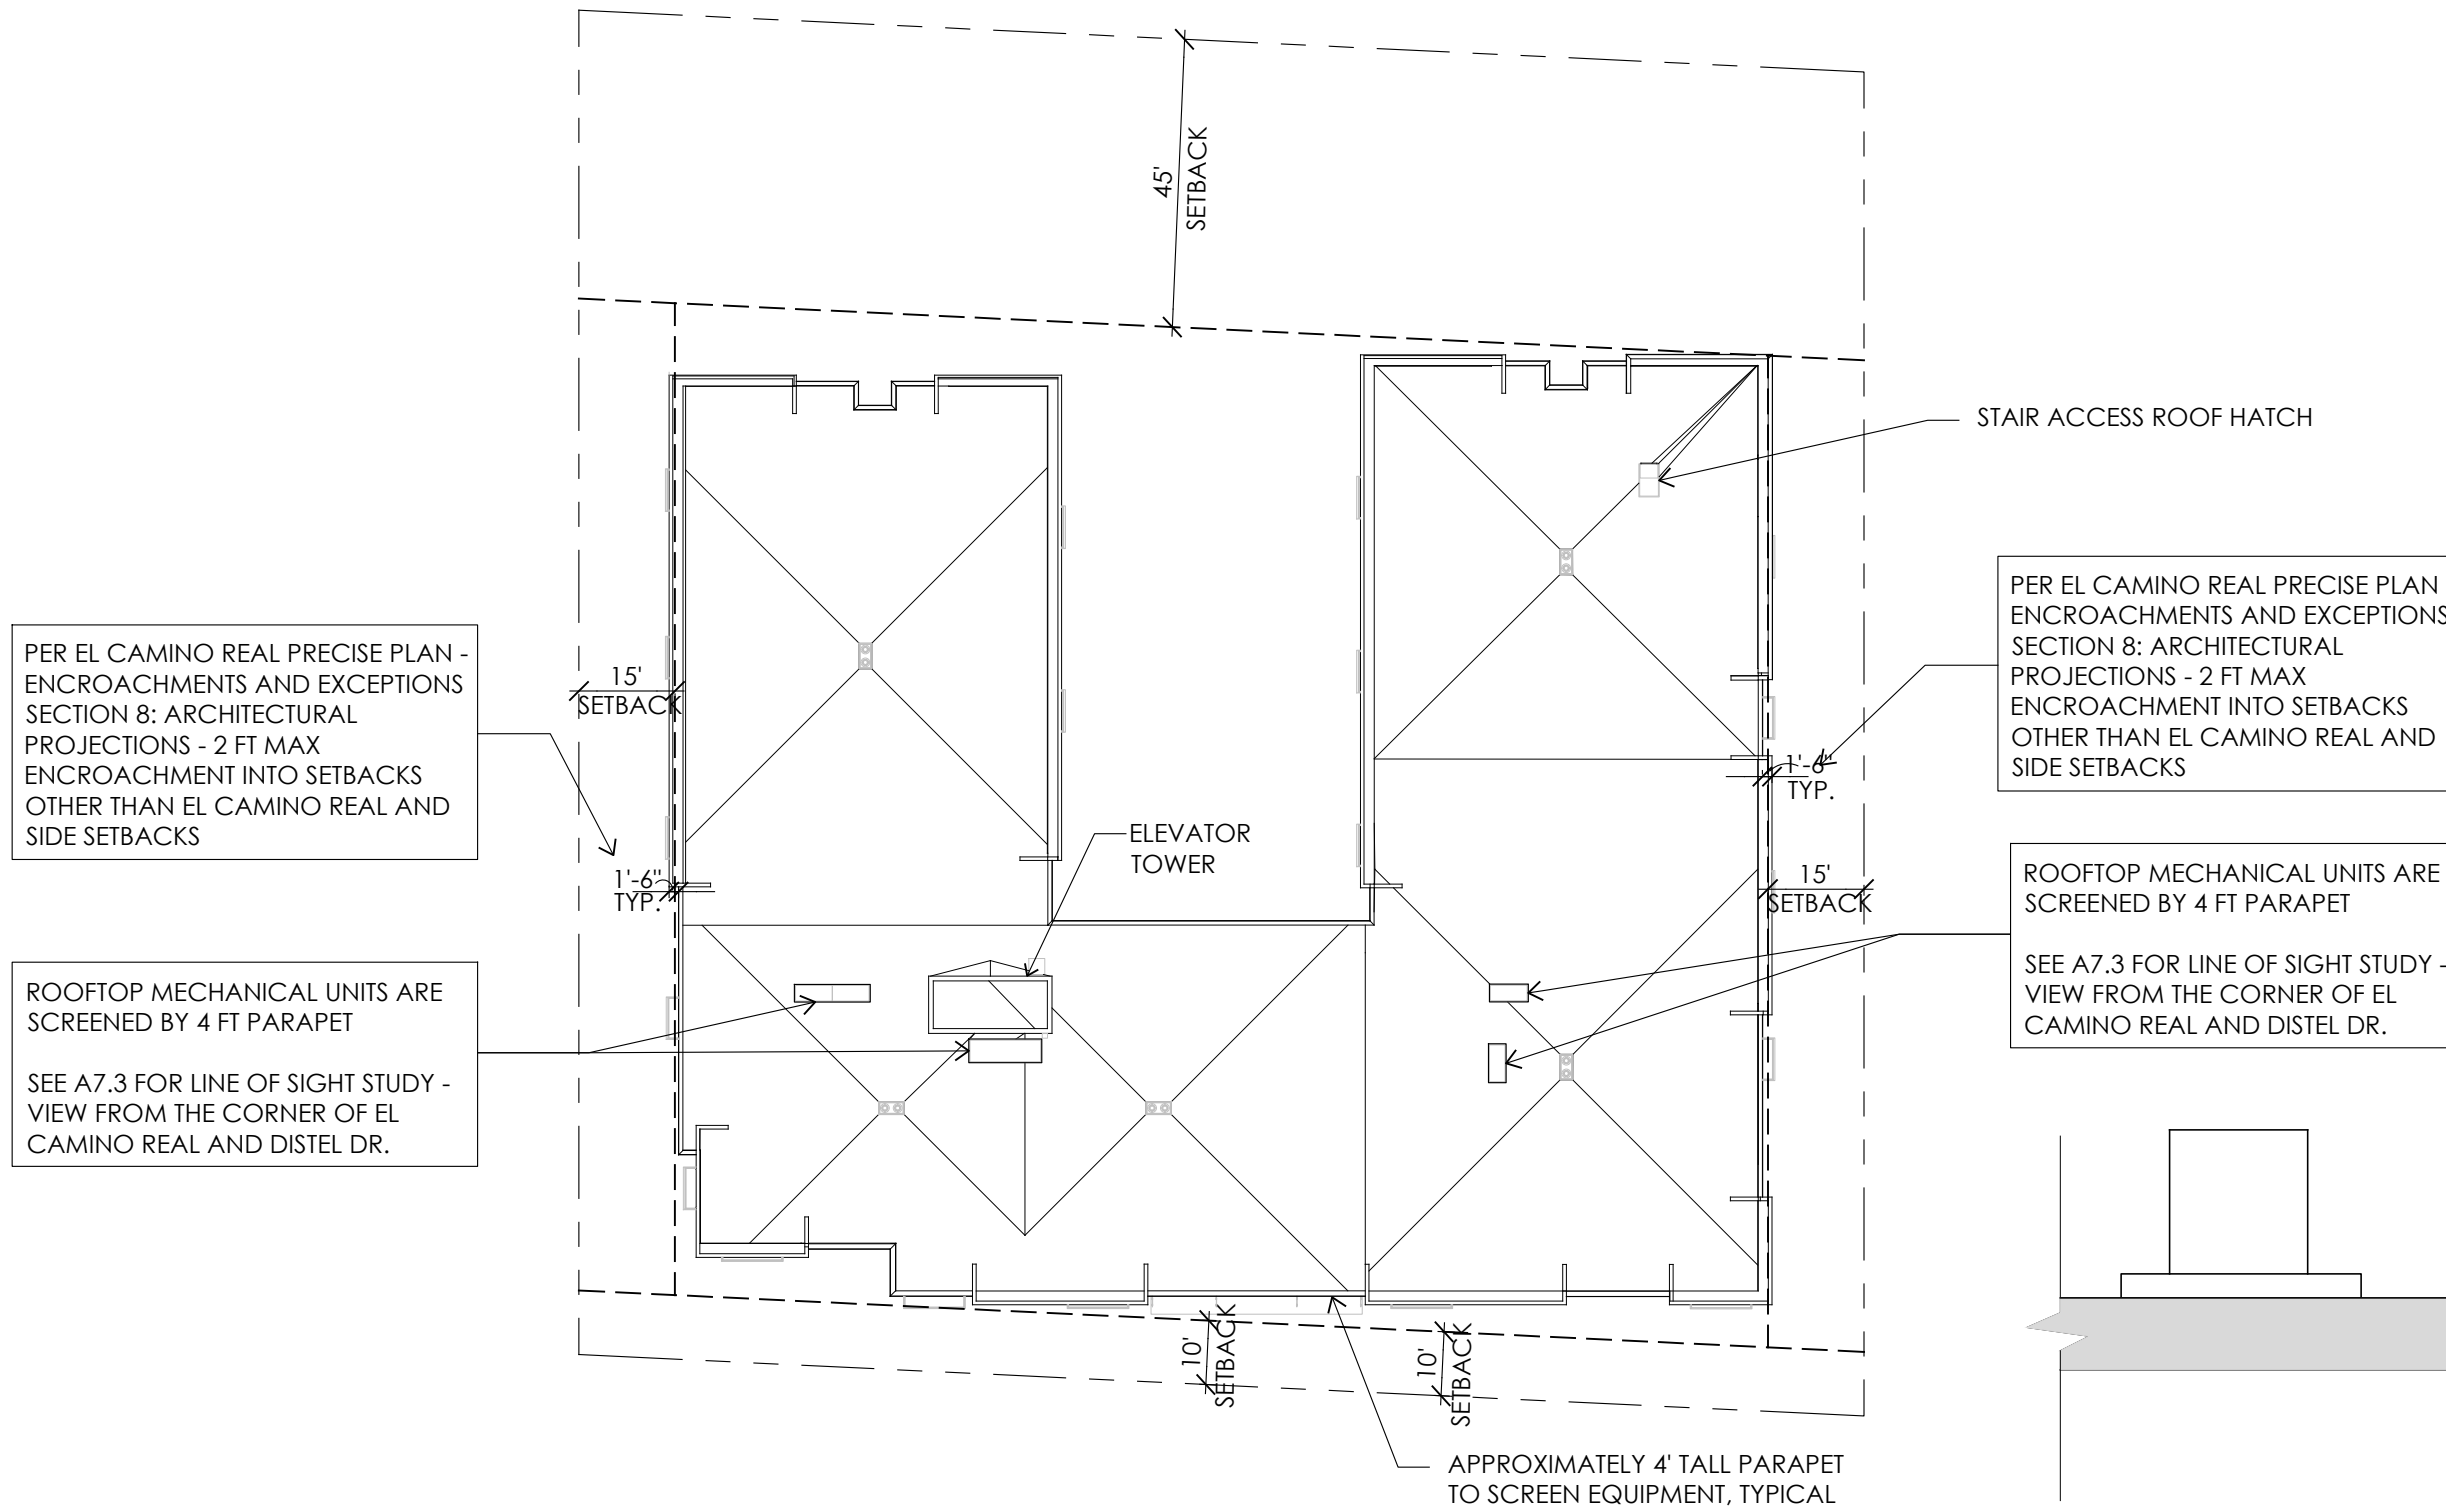 45'
SETBACK
STAIR ACCESS ROOF HATCH
PER EL CAMINO REAL PRECISE PLAN -
ENCROACHMENTS AND EXCEPTIONS
SECTION 8: ARCHITECTURAL
PROJECTIONS - 2 FT MAX
ENCROACHMENT INTO SETBACKS
OTHER THAN EL CAMINO REAL AND
SIDE SETBACKS
15'
SETBACK
PER EL CAMINO REAL PRECISE PLAN
ENCROACHMENTS AND EXCEPTIONS
SECTION 8: ARCHITECTURAL
PROJECTIONS - 2 FT MAX
ENCROACHMENT INTO SETBACKS
OTHER THAN EL CAMINO REAL AND
SIDE SETBACKS
1'-6"
TYP.
ELEVATOR
TOWER
1'-6"
TYP.
15'
SETBACK
ROOFTOP MECHANICAL UNITS ARE
SCREENED BY 4 FT PARAPET
SEE A7.3 FOR LINE OF SIGHT STUDY -
VIEW FROM THE CORNER OF EL
CAMINO REAL AND DISTEL DR.
ROOFTOP MECHANICAL UNITS ARE
SCREENED BY 4 FT PARAPET
SEE A7.3 FOR LINE OF SIGHT STUDY -
VIEW FROM THE CORNER OF EL
CAMINO REAL AND DISTEL DR.
10'
SETBACK
10'
SETBACK
APPROXIMATELY 4' TALL PARAPET
TO SCREEN EQUIPMENT, TYPICAL